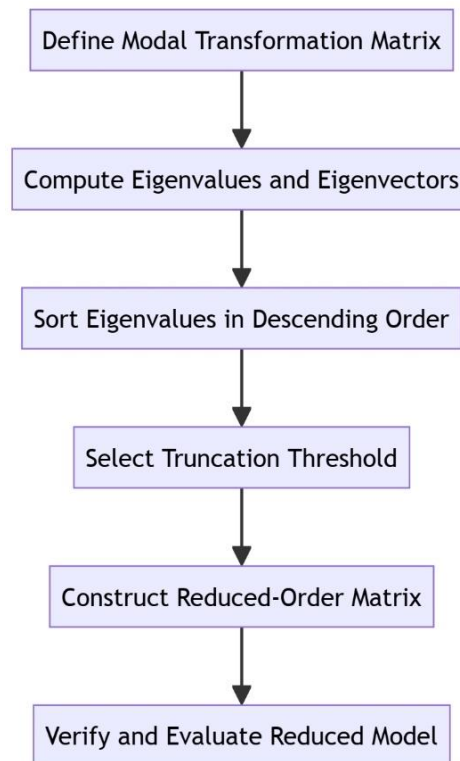 Define Modal Transformation Matrix
Compute Eigenvalues and Eigenvectors
Sort Eigenvalues in Descending Order
Select Truncation Threshold
Construct Reduced-Order Matrix
Verify and Evaluate Reduced Model